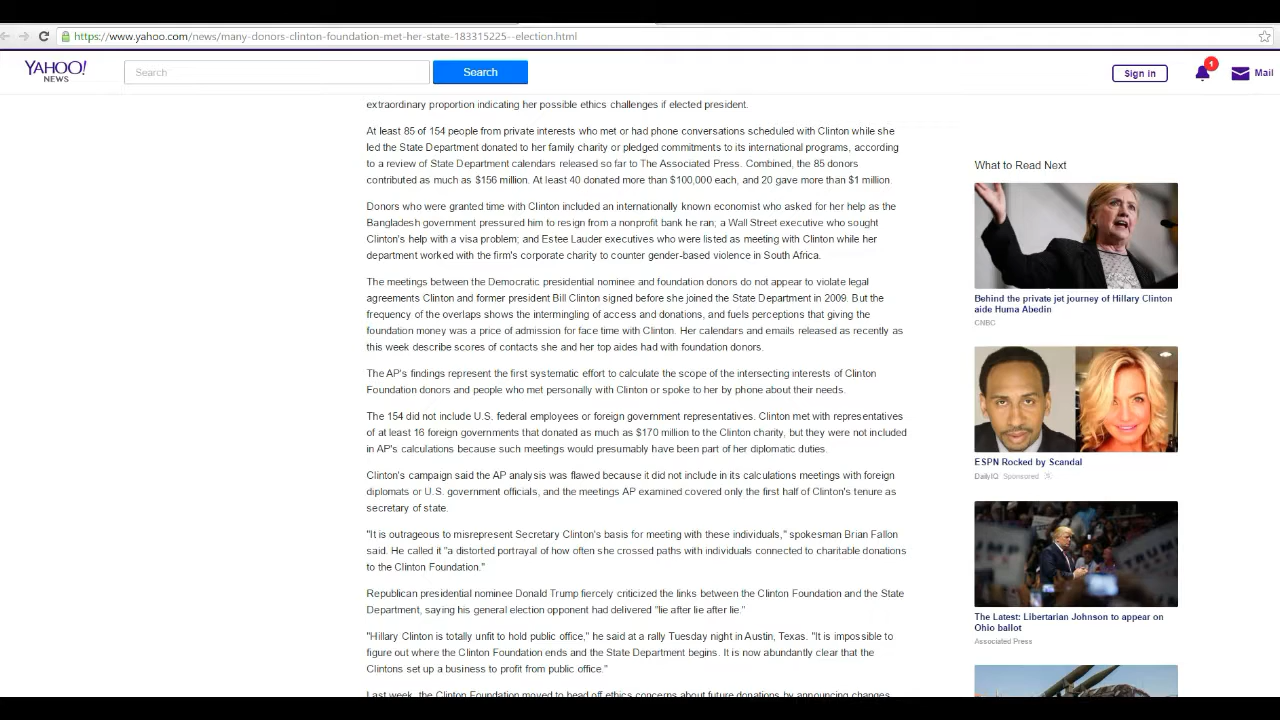 https://www.yahoo.com/news/many-donors-clinton-foundation-met-her-state-183315225--election.html
YAHOO!
NEWS
Search
Search
Sign in
1
Mail
extraordinary proportion indicating her possible ethics challenges if elected president.
At least 85 of 154 people from private interests who met or had phone conversations scheduled with Clinton while she
led the State Department donated to her family charity or pledged commitments to its international programs, according
to a review of State Department calendars released so far to The Associated Press. Combined, the 85 donors
contributed as much as $156 million. At least 40 donated more than $100,000 each, and 20 gave more than $1 million.
Donors who were granted time with Clinton included an internationally known economist who asked for her help as the
Bangladesh government pressured him to resign from a nonprofit bank he ran; a Wall Street executive who sought
Clinton's help with a visa problem; and Estee Lauder executives who were listed as meeting with Clinton while her
department worked with the firm's corporate charity to counter gender-based violence in South Africa.
The meetings between the Democratic presidential nominee and foundation donors do not appear to violate legal
agreements Clinton and former president Bill Clinton signed before she joined the State Department in 2009. But the
frequency of the overlaps shows the intermingling of access and donations, and fuels perceptions that giving the
foundation money was a price of admission for face time with Clinton. Her calendars and emails released as recently as
this week describe scores of contacts she and her top aides had with foundation donors.
The AP's findings represent the first systematic effort to calculate the scope of the intersecting interests of Clinton
Foundation donors and people who met personally with Clinton or spoke to her by phone about their needs.
The 154 did not include U.S. federal employees or foreign government representatives. Clinton met with representatives
of at least 16 foreign governments that donated as much as $170 million to the Clinton charity, but they were not included
in AP's calculations because such meetings would presumably have been part of her diplomatic duties.
Clinton's campaign said the AP analysis was flawed because it did not include in its calculations meetings with foreign
diplomats or U.S. government officials, and the meetings AP examined covered only the first half of Clinton's tenure as
secretary of state.
"It is outrageous to misrepresent Secretary Clinton's basis for meeting with these individuals," spokesman Brian Fallon
said. He called it "a distorted portrayal of how often she crossed paths with individuals connected to charitable donations
to the Clinton Foundation."
Republican presidential nominee Donald Trump fiercely criticized the links between the Clinton Foundation and the State
Department, saying his general election opponent had delivered "lie after lie after lie."
"Hillary Clinton is totally unfit to hold public office," he said at a rally Tuesday night in Austin, Texas. "It is impossible to
figure out where the Clinton Foundation ends and the State Department begins. It is now abundantly clear that the
Clintons set up a business to profit from public office."
Last week, the Clinton Foundation moved to head off ethics concerns about future donations by announcing changes
What to Read Next
Behind the private jet journey of Hillary Clinton
aide Huma Abedin
CNBC
ESPN Rocked by Scandal
DailyIQ Sponsored
TRUMP
The Latest: Libertarian Johnson to appear on
Ohio ballot
Associated Press